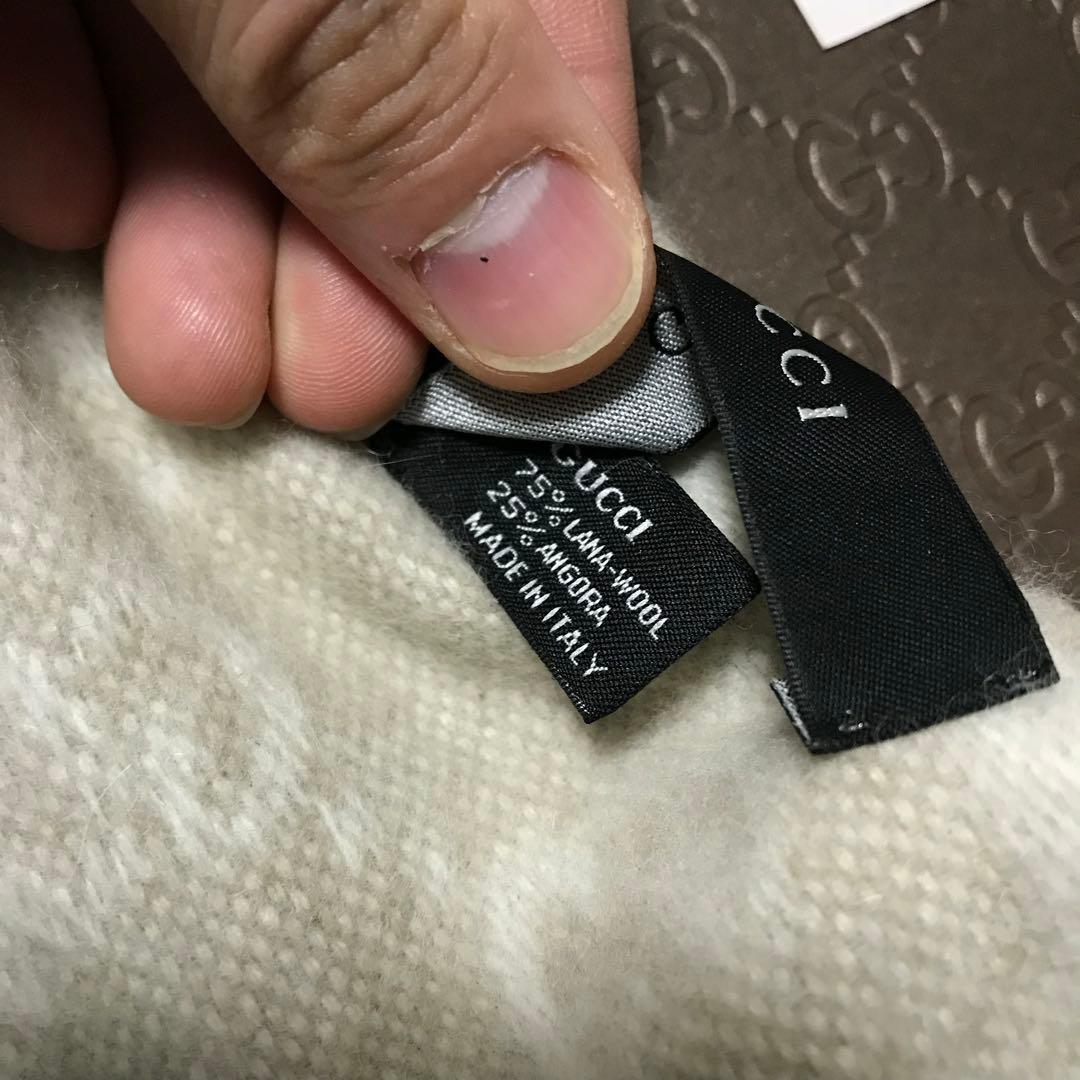 CCI
GUCCI
75% LANA-WOOL
25% ANGORA
MADE IN ITALY